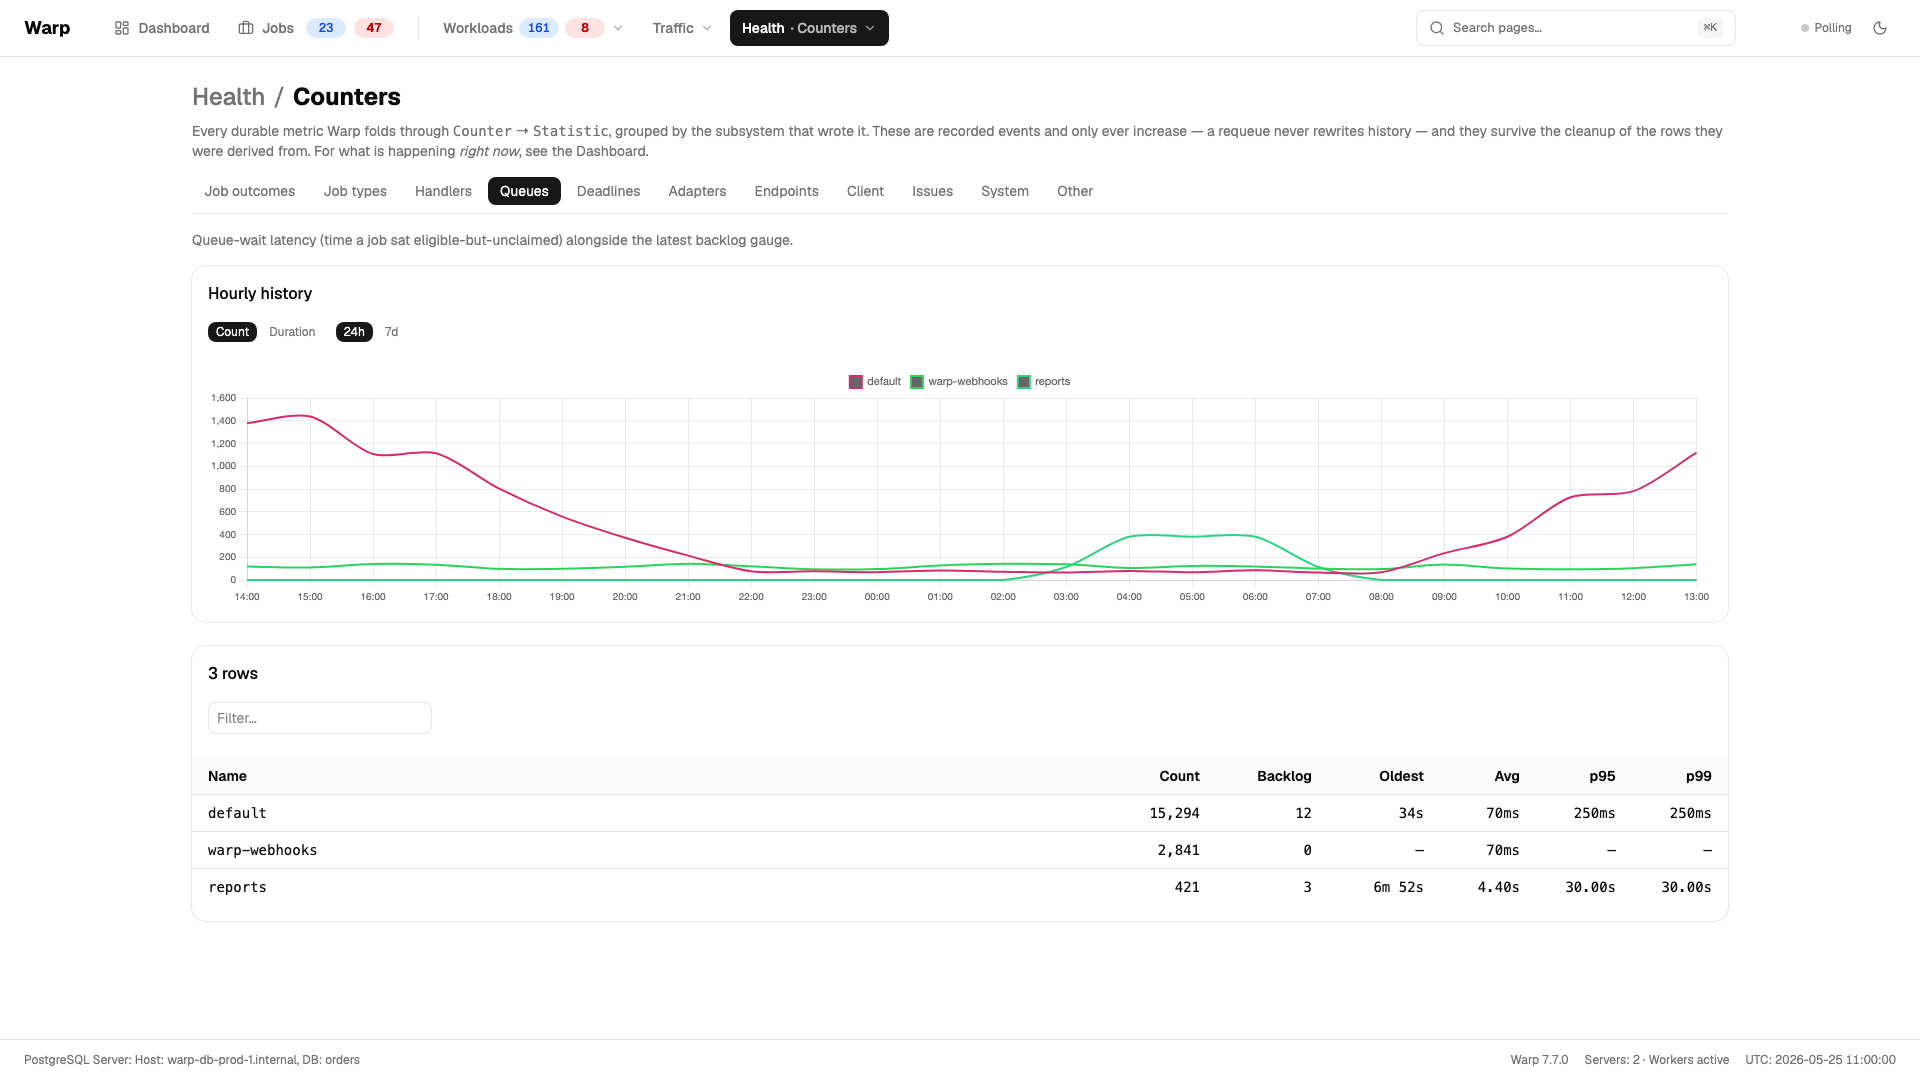 Warp Dashboard Jobs 23 47 Workloads 161 8 Traffic Health · Counters Search pages... ⌘K Polling
Health / Counters
Every durable metric Warp folds through Counter → Statistic, grouped by the subsystem that wrote it. These are recorded events and only ever increase — a requeue never rewrites history — and they survive the cleanup of the rows they
were derived from. For what is happening right now, see the Dashboard.
Job outcomes Job types Handlers Queues Deadlines Adapters Endpoints Client Issues System Other
Queue-wait latency (time a job sat eligible-but-unclaimed) alongside the latest backlog gauge.
Hourly history
Count Duration 24h 7d
default warp-webhooks reports
1,600
1,400
1,200
1,000
800
600
400
200
0
14:00 15:00 16:00 17:00 18:00 19:00 20:00 21:00 22:00 23:00 00:00 01:00 02:00 03:00 04:00 05:00 06:00 07:00 08:00 09:00 10:00 11:00 12:00 13:00
3 rows
Filter...
Name Count Backlog Oldest Avg p95 p99
default 15,294 12 34s 70ms 250ms 250ms
warp-webhooks 2,841 0 — 70ms — —
reports 421 3 6m 52s 4.40s 30.00s 30.00s
PostgreSQL Server: Host: warp-db-prod-1.internal, DB: orders Warp 7.7.0 Servers: 2 · Workers active UTC: 2026-05-25 11:00:00